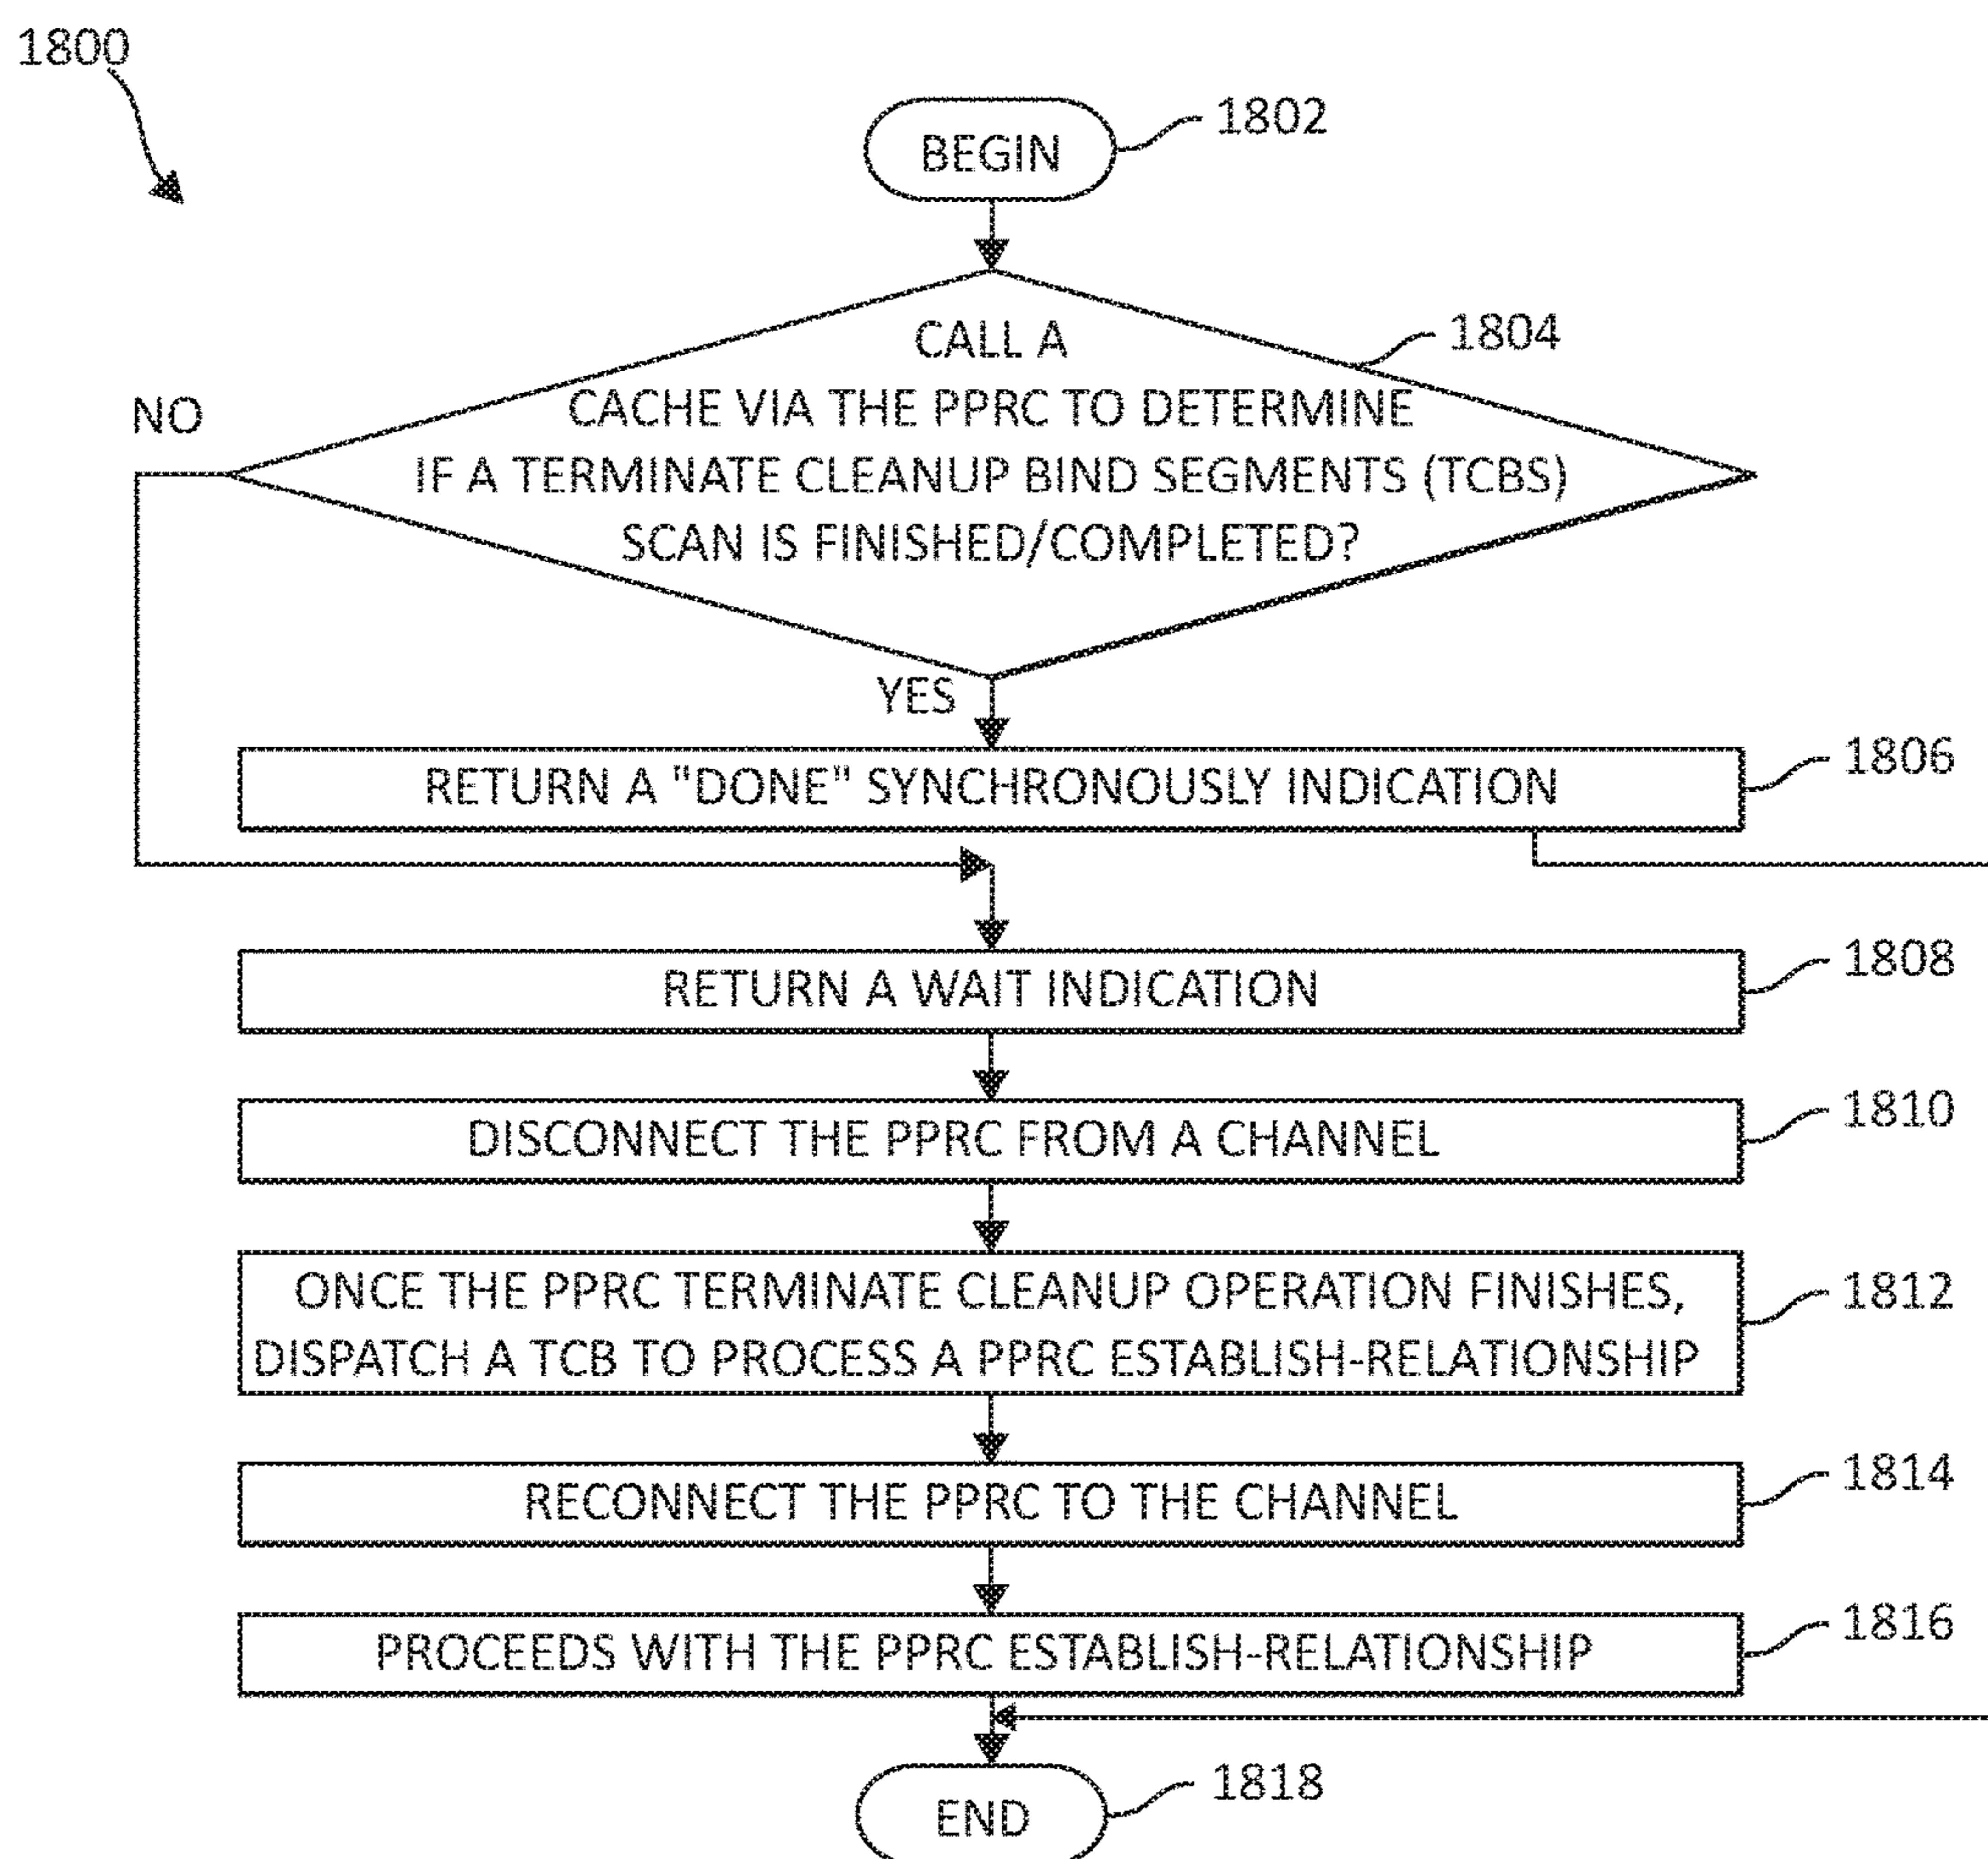 1800
BEGIN
1802
CALL A
1804
CACHE VIA THE PPRC TO DETERMINE
NO
IF A TERMINATE CLEANUP BIND SEGMENTS (TCBS)
SCAN IS FINISHED/COMPLETED?
YES
RETURN A "DONE" SYNCHRONOUSLY INDICATION
1806
RETURN A WAIT INDICATION
1808
DISCONNECT THE PPRC FROM A CHANNEL
1810
ONCE THE PPRC TERMINATE CLEANUP OPERATION FINISHES,
1812
DISPATCH A TCB TO PROCESS A PPRC ESTABLISH-RELATIONSHIP
RECONNECT THE PPRC TO THE CHANNEL
1814
PROCEEDS WITH THE PPRC ESTABLISH-RELATIONSHIP
1816
END
1818